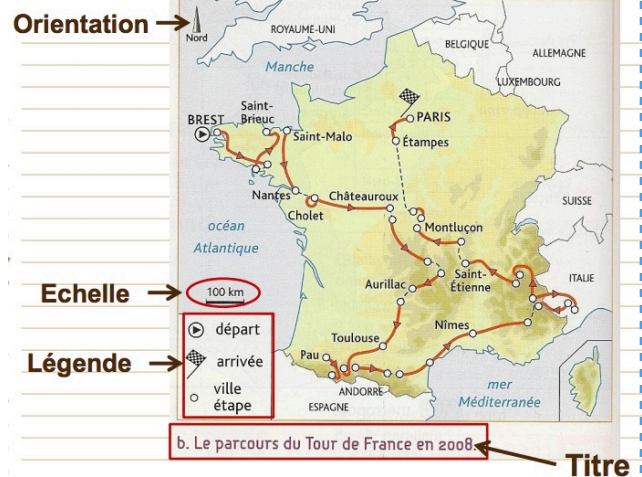 Orientation
Nord
ROYAUME-UNI
BELGIQUE
ALLEMAGNE
Manche
LUXEMBOURG
Saint-
Brieuc
BREST
Saint-Malo
PARIS
Étampes
Nantes
Cholet
Châteauroux
SUISSE
océan
Atlantique
Montluçon
Echelle
100 km
Aurillac
Saint-
Étienne
ITALIE
Légende
départ
arrivée
ville
étape
Toulouse
Nîmes
Pau
ANDORRE
ESPAGNE
mer
Méditerranée
b. Le parcours du Tour de France en 2008.
Titre